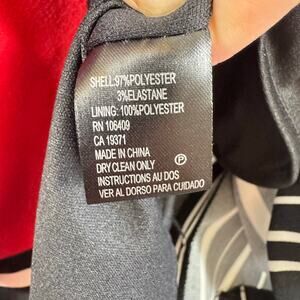 SHELL:97%POLYESTER
3%ELASTANE
LINING: 100%POLYESTER
RN 106409
CA 19371
MADE IN CHINA
DRY CLEAN ONLY Ⓟ
INSTRUCTIONS AU DOS
VER AL DORSO PARA CUIDADO